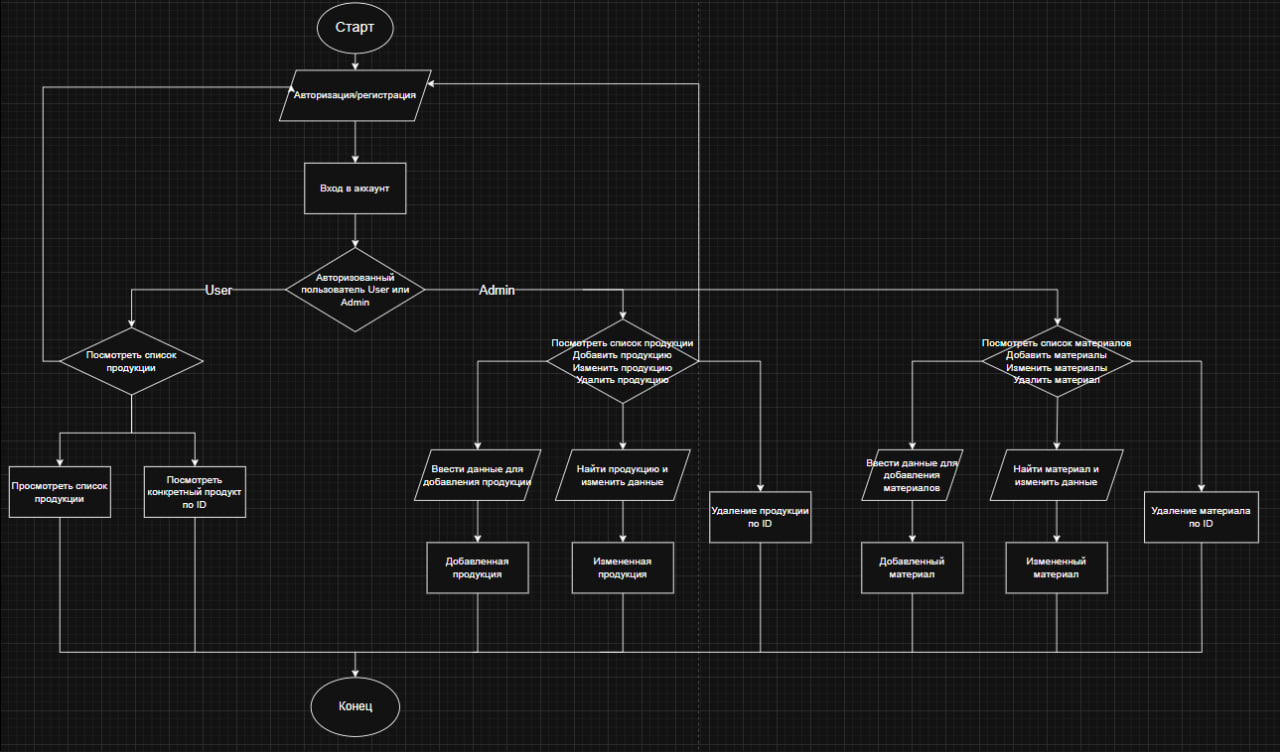 Старт
Авторизация/регистрация
Вход в аккаунт
Авторизованный
пользователь User или
Admin
User
Admin
Посмотреть список
продукции
Посмотреть список продукции
Добавить продукцию
Изменить продукцию
Удалить продукцию
Посмотреть список материалов
Добавить материалы
Изменить материалы
Удалить материал
Просмотреть список
продукции
Посмотреть
конкретный продукт
по ID
Ввести данные для
добавления продукции
Найти продукцию и
изменить данные
Удаление продукции
по ID
Ввести данные для
добавления
материалов
Найти материал и
изменить данные
Удаление материала
по ID
Добавленная
продукция
Измененная
продукция
Добавленный
материал
Измененный
материал
Конец